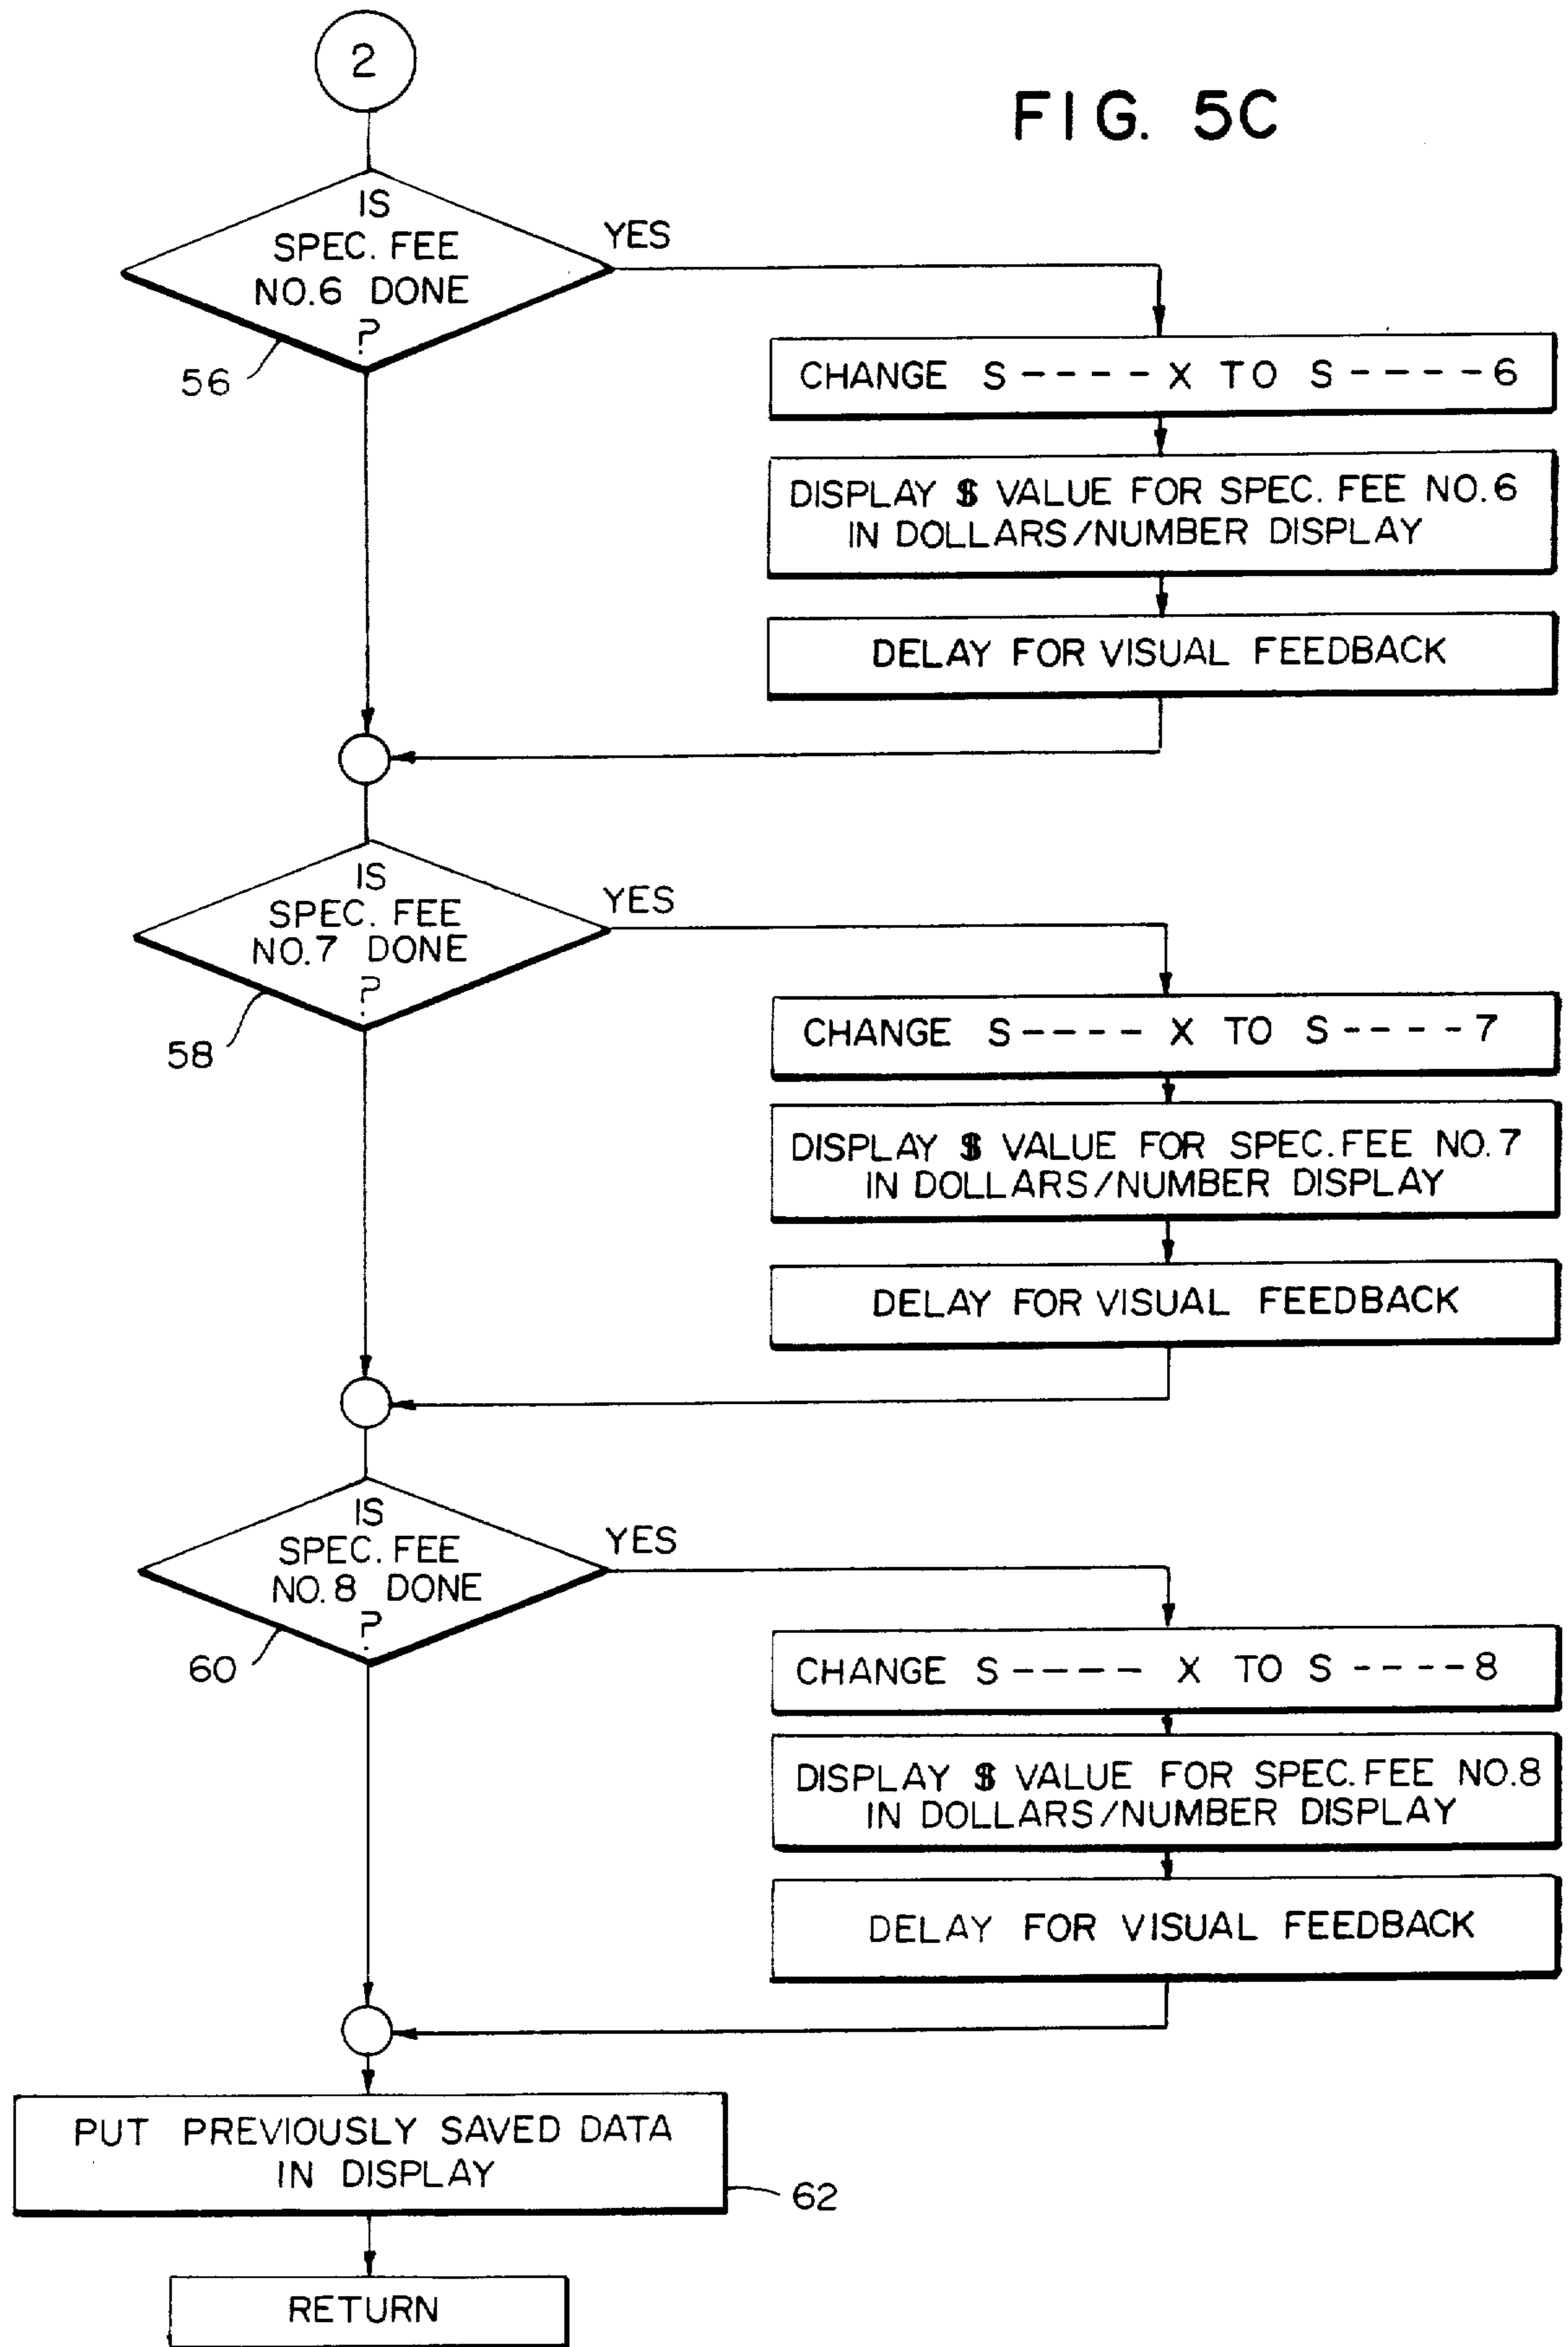 2
FIG. 5C
IS
SPEC. FEE
NO.6 DONE
?
YES
56
CHANGE S ---- X TO S -----6
DISPLAY $ VALUE FOR SPEC. FEE NO.6
IN DOLLARS/NUMBER DISPLAY
DELAY FOR VISUAL FEEDBACK
IS
SPEC. FEE
NO.7 DONE
?
YES
58
CHANGE S ---- X TO S -----7
DISPLAY $ VALUE FOR SPEC. FEE NO.7
IN DOLLARS/NUMBER DISPLAY
DELAY FOR VISUAL FEEDBACK
IS
SPEC. FEE
NO.8 DONE
?
YES
60
CHANGE S ---- X TO S ----8
DISPLAY $ VALUE FOR SPEC. FEE NO.8
IN DOLLARS/NUMBER DISPLAY
DELAY FOR VISUAL FEEDBACK
PUT PREVIOUSLY SAVED DATA
IN DISPLAY
62
RETURN